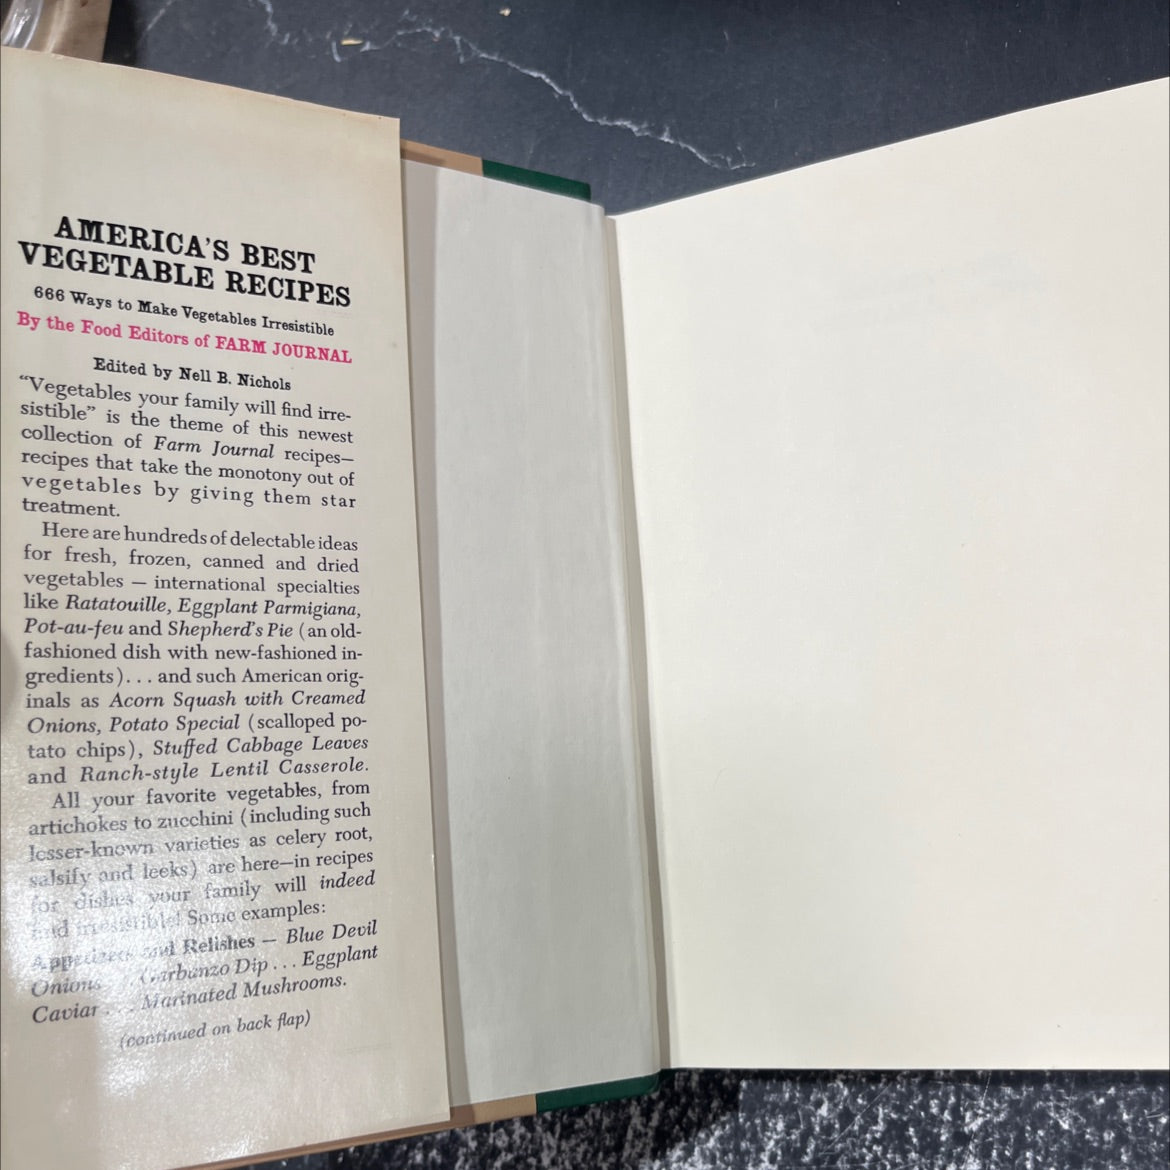 AMERICA'S BEST
VEGETABLE RECIPES
666 Ways to Make Vegetables Irresistible
By the Food Editors of FARM JOURNAL
Edited by Nell B. Nichols
“Vegetables your family will find irre-
sistible” is the theme of this newest
collection of Farm Journal recipes—
recipes that take the monotony out of
vegetables by giving them star
treatment.
Here are hundreds of delectable ideas
for fresh, frozen, canned and dried
vegetables — international specialties
like Ratatouille, Eggplant Parmigiana,
Pot-au-feu and Shepherd's Pie (an old-
fashioned dish with new-fashioned in-
gredients)... and such American orig-
inals as Acorn Squash with Creamed
Onions, Potato Special (scalloped po-
tato chips), Stuffed Cabbage Leaves
and Ranch-style Lentil Casserole.
All your favorite vegetables, from
artichokes to zucchini (including such
lesser-known varieties as celery root,
salsify and leeks) are here—in recipes
for dishes your family will indeed
find irresistible! Some examples:
Appetizers and Relishes — Blue Devil
Onions ... Garbunzo Dip ... Eggplant
Caviar ... Marinated Mushrooms.
(continued on back flap)